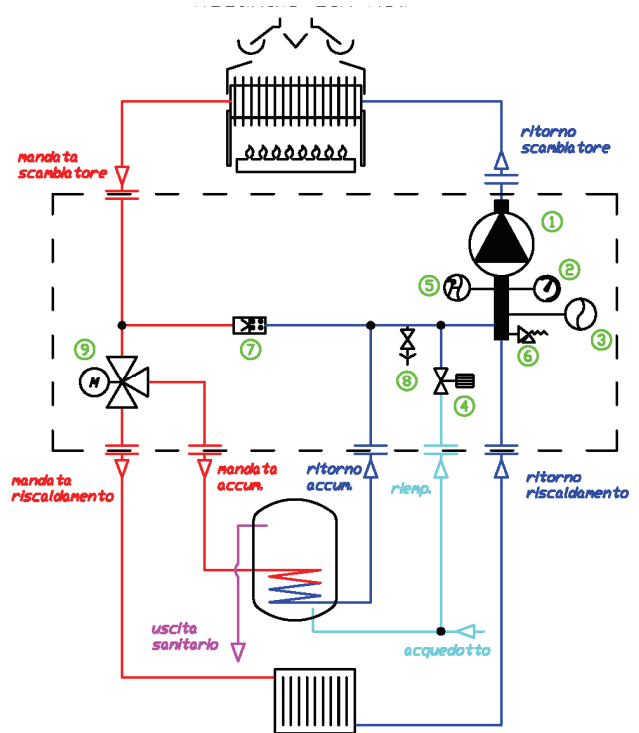 ritorno
scambiatore
mandata
scambiatore
1
5
2
3
6
7
8
4
9
M
mandata
riscaldamento
mandata
accum.
ritorno
accum.
riemp.
ritorno
riscaldamento
uscita
sanitario
acquedotto